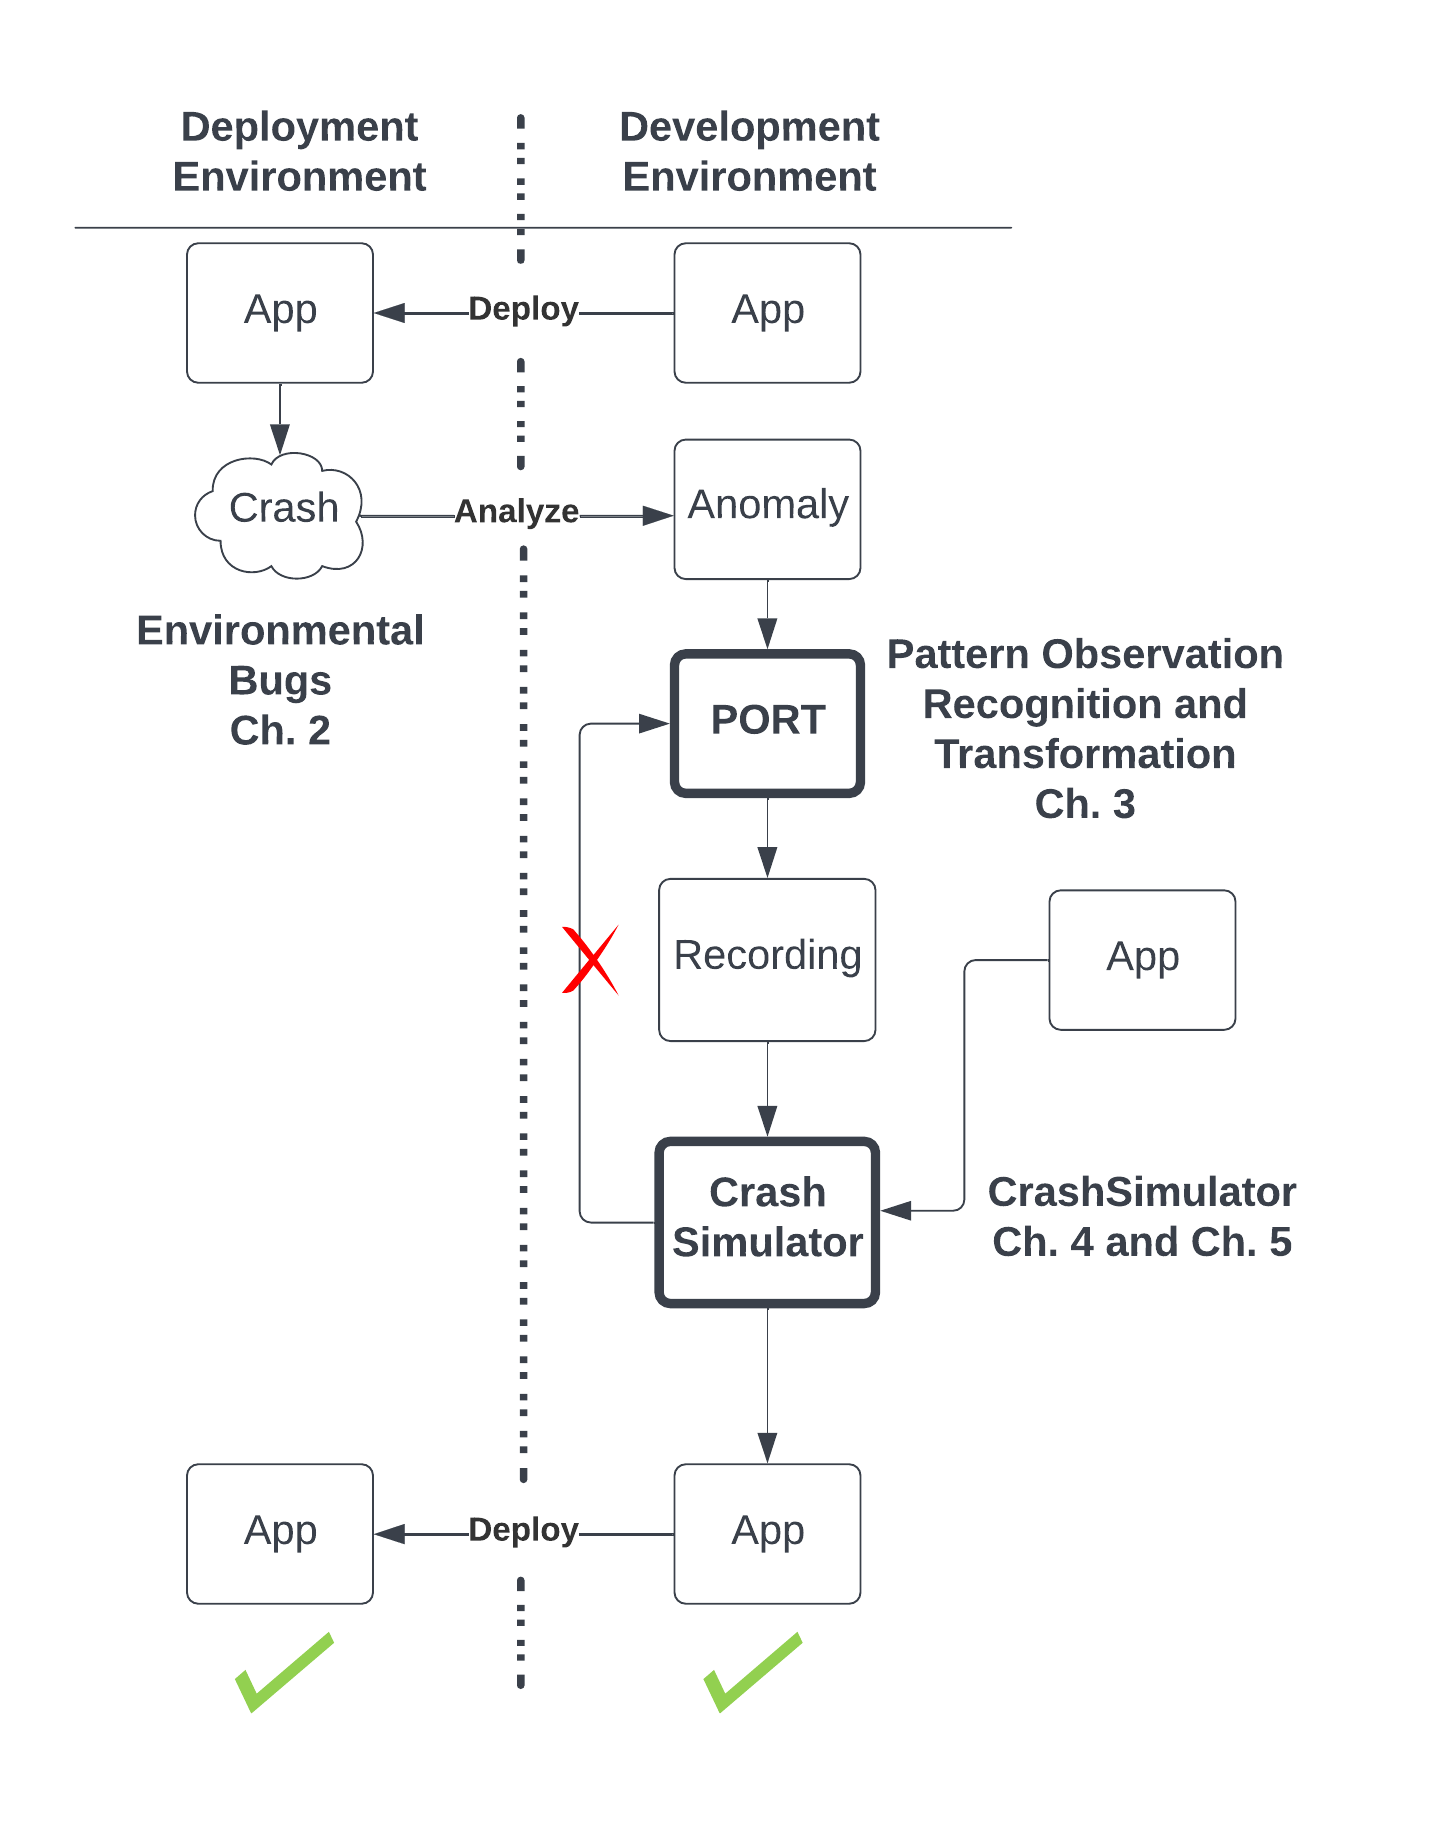 Deployment
Environment
Development
Environment
App
Deploy
App
Crash
Analyze
Anomaly
Environmental
Bugs
Ch. 2
PORT
Pattern Observation
Recognition and
Transformation
Ch. 3
Recording
App
Crash
Simulator
CrashSimulator
Ch. 4 and Ch. 5
App
Deploy
App